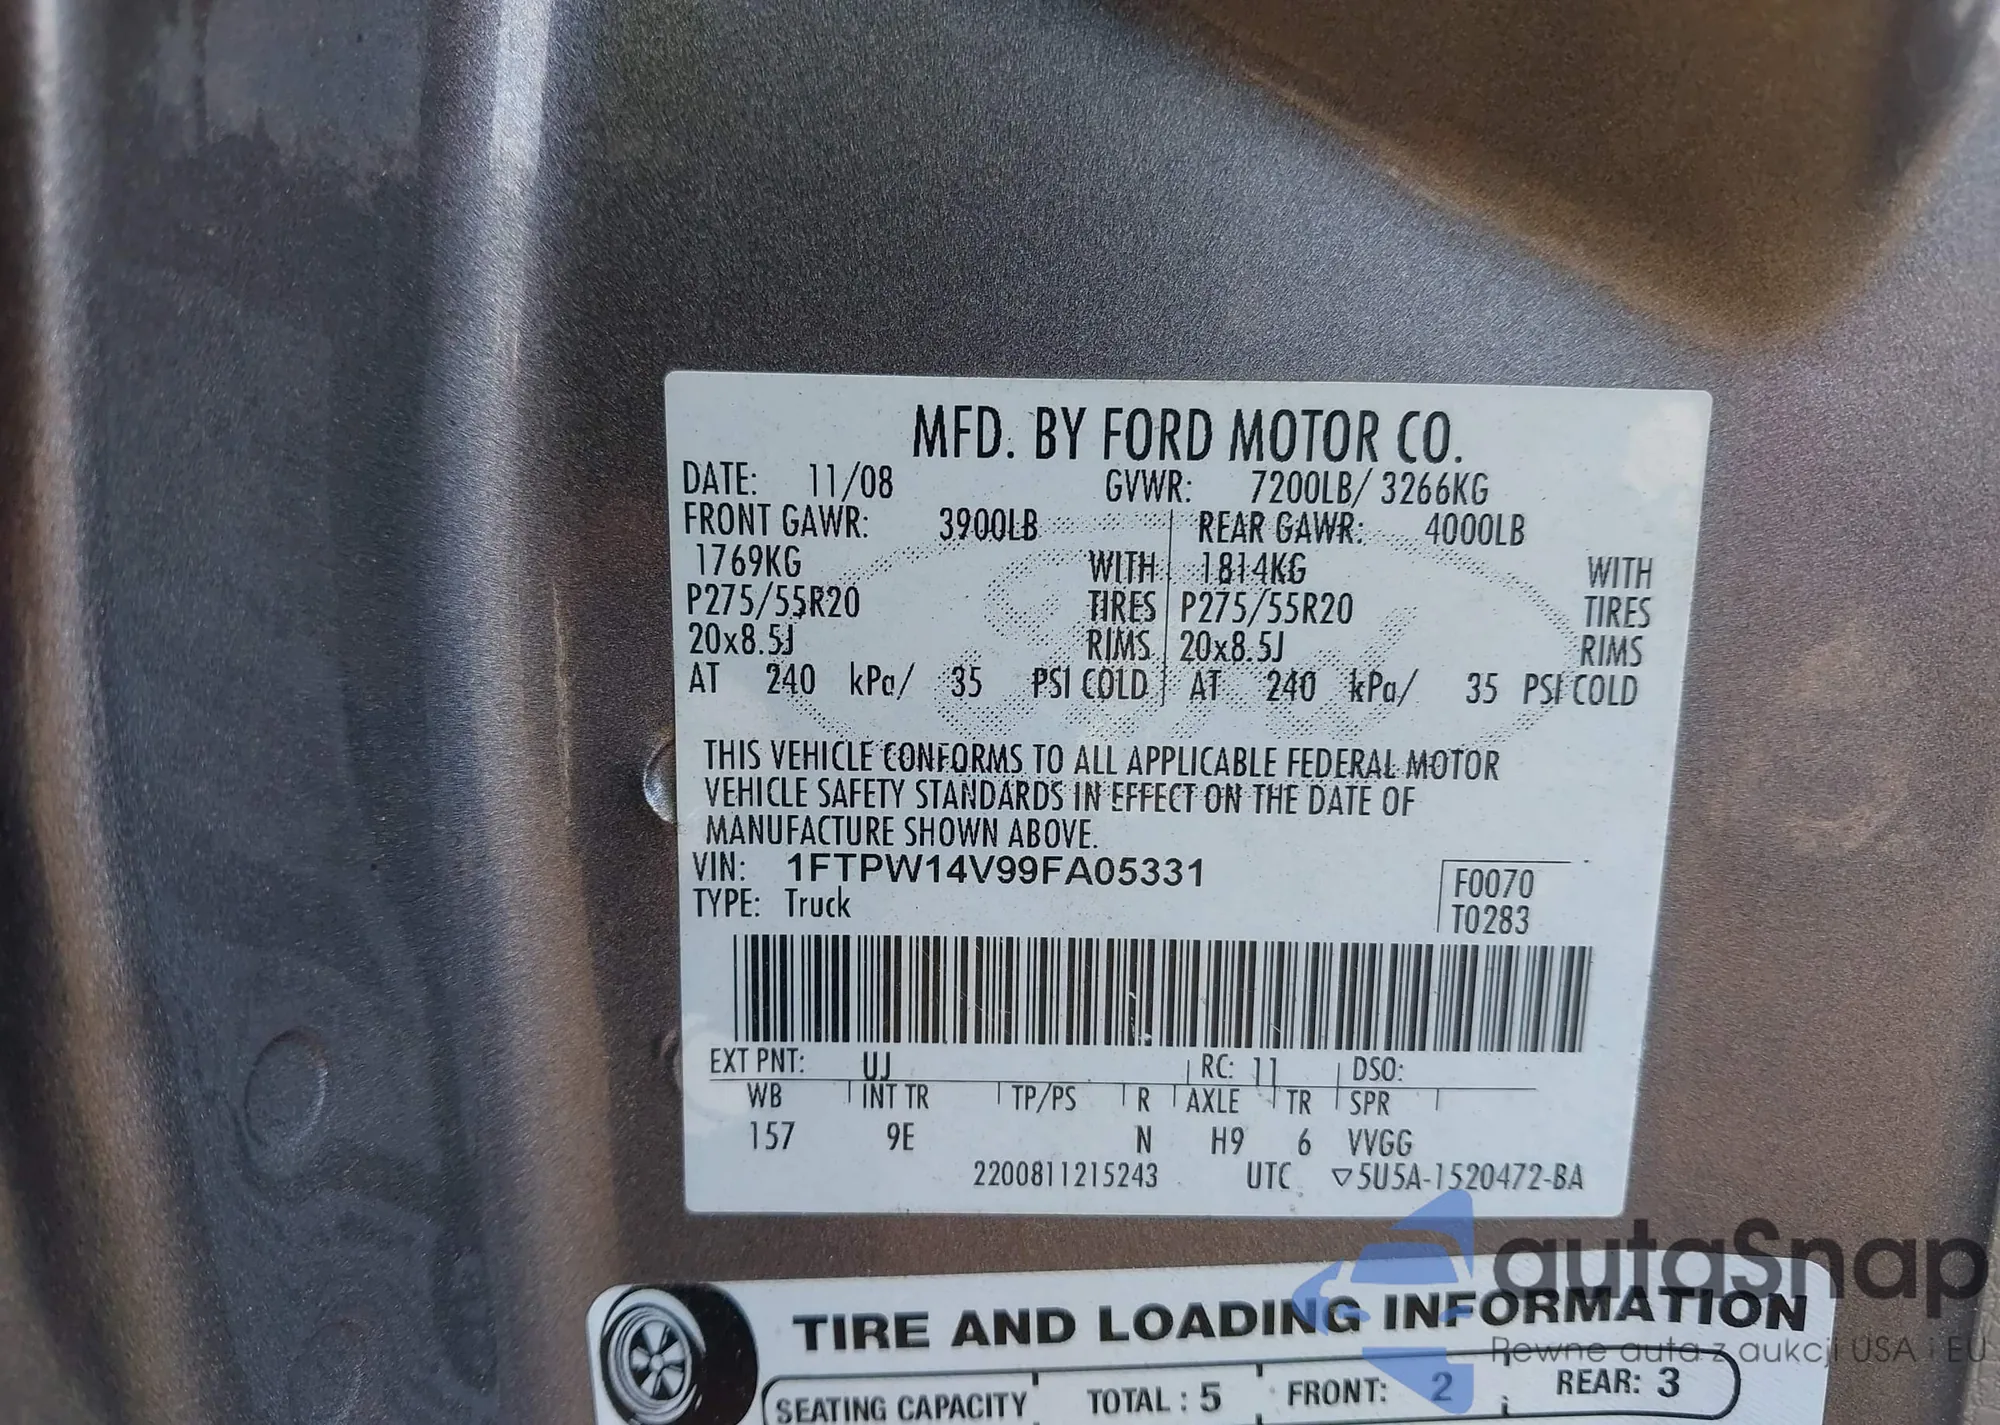 MFD. BY FORD MOTOR CO.
DATE: 11/08 GVWR: 7200LB/ 3266KG
FRONT GAWR: 3900LB REAR GAWR: 4000LB
1769KG WITH 1814KG WITH
P275/55R20 TIRES P275/55R20 TIRES
20x8.5J RIMS 20x8.5J RIMS
AT 240 kPa/ 35 PSI COLD AT 240 kPa/ 35 PSI COLD
THIS VEHICLE CONFORMS TO ALL APPLICABLE FEDERAL MOTOR
VEHICLE SAFETY STANDARDS IN EFFECT ON THE DATE OF
MANUFACTURE SHOWN ABOVE.
VIN: 1FTPW14V99FA05331 F0070
TYPE: Truck T0283
EXT PNT: UJ RC: 11 DSO:
WB INT TR TP/PS R AXLE TR SPR
157 9E N H9 6 VVGG
2200811215243 UTC ▽5U5A-1520472-BA
autaSnap
TIRE AND LOADING INFORMATION
Pewne auta z aukcji USA i EU
SEATING CAPACITY TOTAL : 5 FRONT: 2 REAR: 3